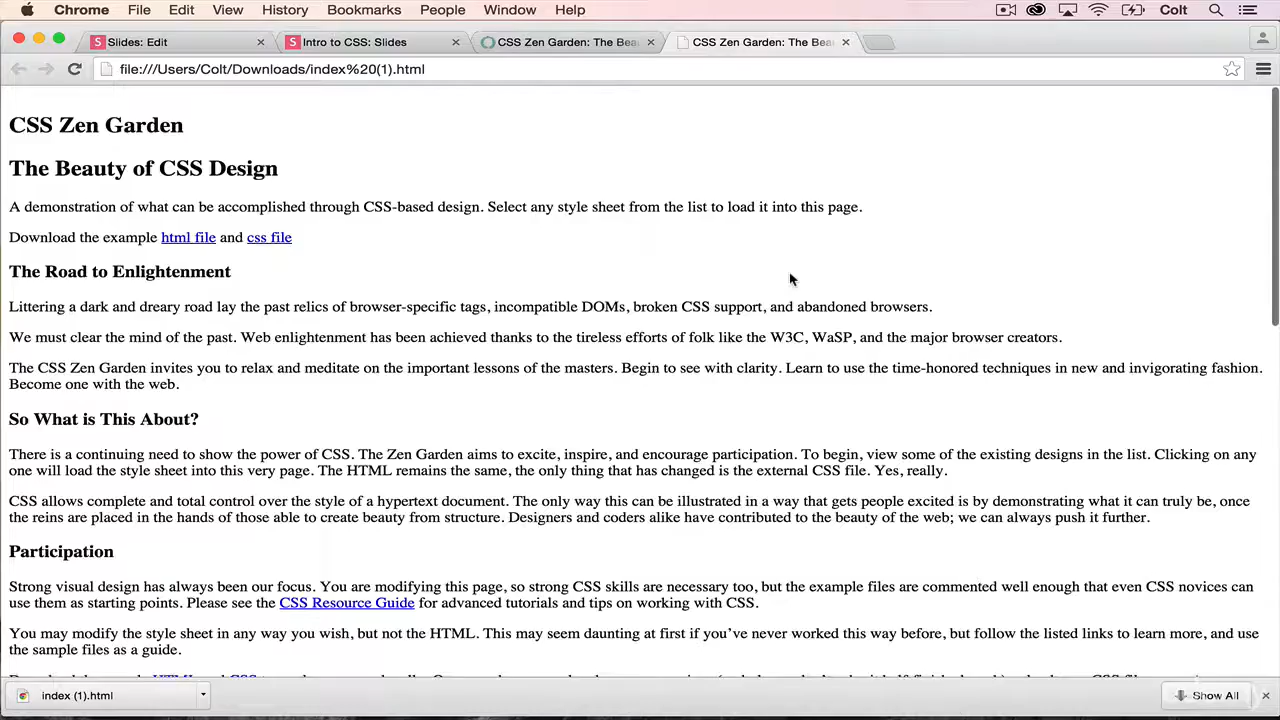 Chrome File Edit View History Bookmarks People Window Help Colt
Slides: Edit Intro to CSS: Slides CSS Zen Garden: The Bea CSS Zen Garden: The Bea
file:///Users/Colt/Downloads/index%20(1).html
CSS Zen Garden
The Beauty of CSS Design
A demonstration of what can be accomplished through CSS-based design. Select any style sheet from the list to load it into this page.
Download the example html file and css file
The Road to Enlightenment
Littering a dark and dreary road lay the past relics of browser-specific tags, incompatible DOMs, broken CSS support, and abandoned browsers.
We must clear the mind of the past. Web enlightenment has been achieved thanks to the tireless efforts of folk like the W3C, WaSP, and the major browser creators.
The CSS Zen Garden invites you to relax and meditate on the important lessons of the masters. Begin to see with clarity. Learn to use the time-honored techniques in new and invigorating fashion.
Become one with the web.
So What is This About?
There is a continuing need to show the power of CSS. The Zen Garden aims to excite, inspire, and encourage participation. To begin, view some of the existing designs in the list. Clicking on any
one will load the style sheet into this very page. The HTML remains the same, the only thing that has changed is the external CSS file. Yes, really.
CSS allows complete and total control over the style of a hypertext document. The only way this can be illustrated in a way that gets people excited is by demonstrating what it can truly be, once
the reins are placed in the hands of those able to create beauty from structure. Designers and coders alike have contributed to the beauty of the web; we can always push it further.
Participation
Strong visual design has always been our focus. You are modifying this page, so strong CSS skills are necessary too, but the example files are commented well enough that even CSS novices can
use them as starting points. Please see the CSS Resource Guide for advanced tutorials and tips on working with CSS.
You may modify the style sheet in any way you wish, but not the HTML. This may seem daunting at first if you've never worked this way before, but follow the listed links to learn more, and use
the sample files as a guide.
index (1).html Show All